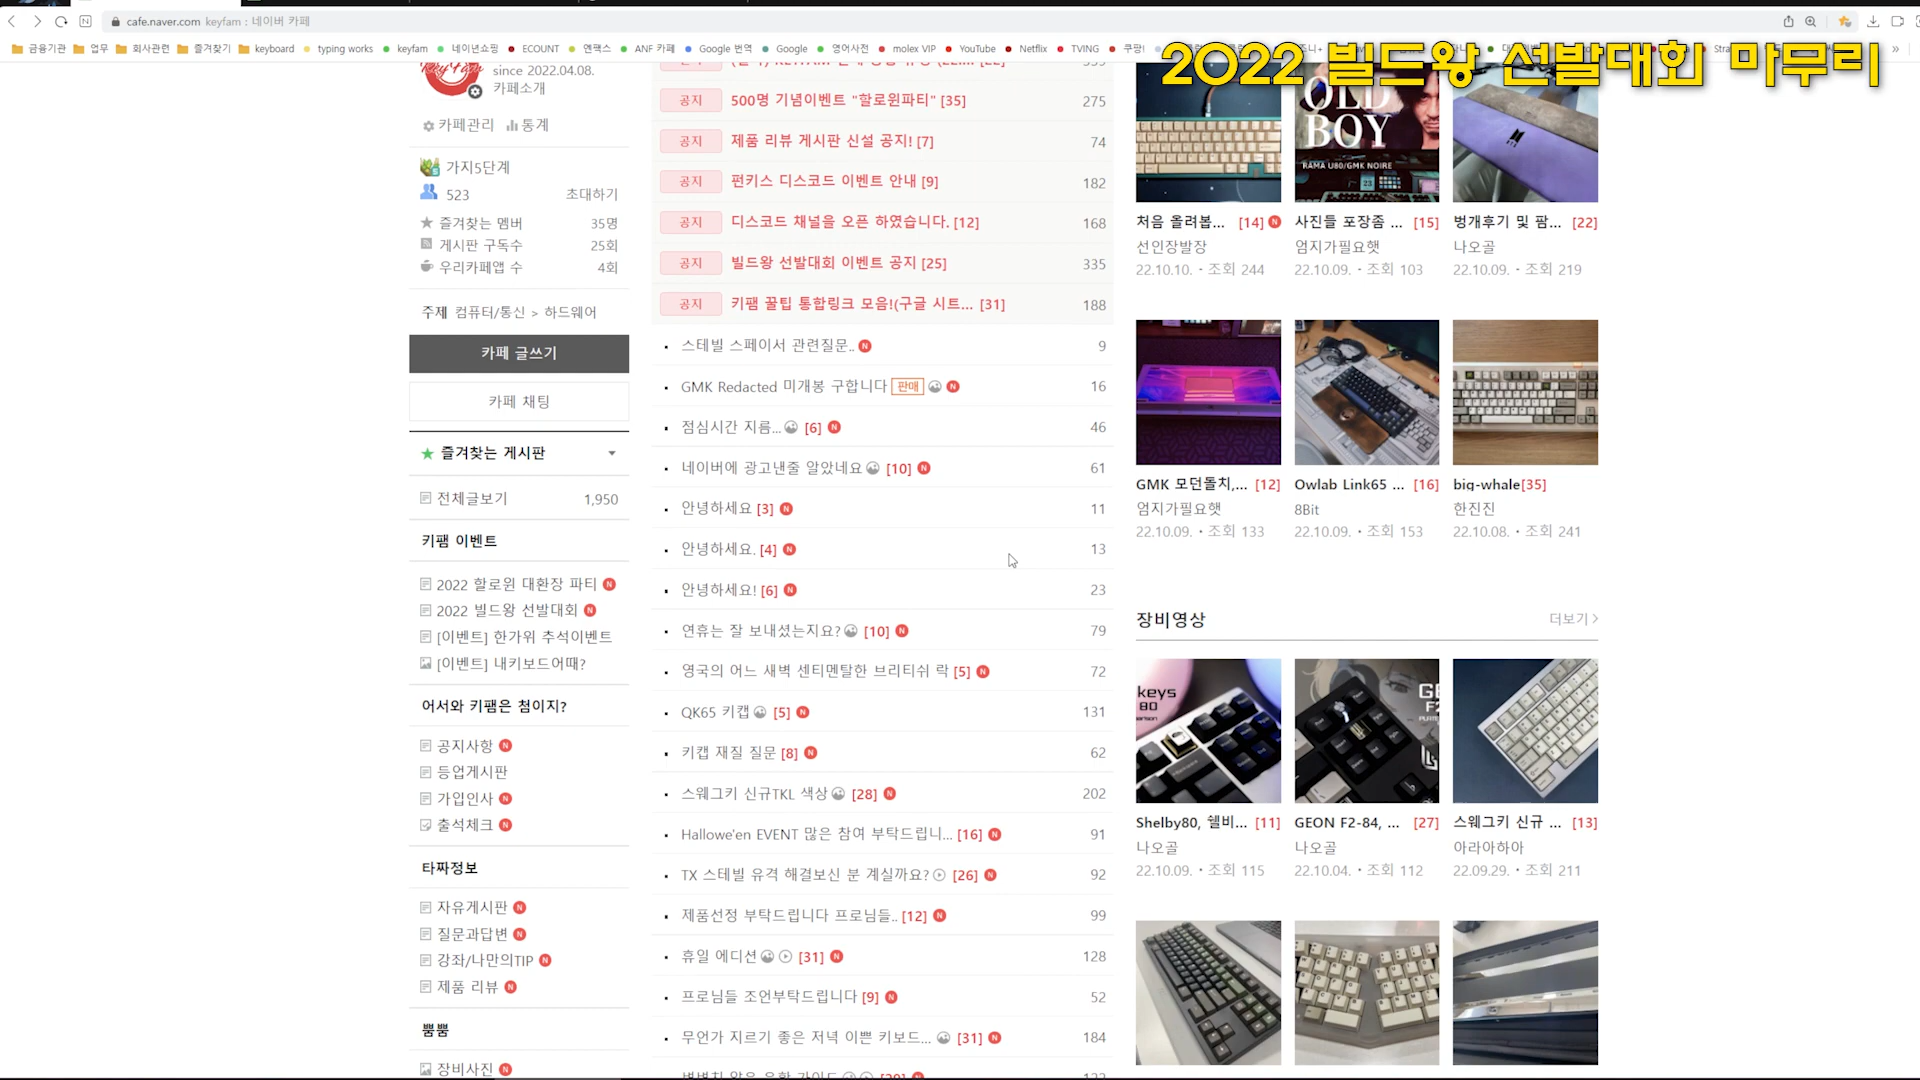 cafe.naver.com keyfam : 네이버 카페
금융기관 업무 회사관련 즐겨찾기 keyboard typing works keyfam 네이년쇼핑 ECOUNT 앤팩스 ANF 카페 Google 번역 Google 영어사전 molex VIP YouTube Netflix TVING 쿠팡!
2022 빌드왕 선발대회 마무리
KeyFam
since 2022.04.08.
카페소개
카페관리 통계
가지5단계
523 초대하기
즐겨찾는 멤버 35명
게시판 구독수 25회
우리카페앱 수 4회
주제 컴퓨터/통신 > 하드웨어
카페 글쓰기
카페 채팅
즐겨찾는 게시판
전체글보기 1,950
키팸 이벤트
2022 할로윈 대환장 파티 N
2022 빌드왕 선발대회 N
[이벤트] 한가위 추석이벤트
[이벤트] 내키보드어때?
어서와 키팸은 첨이지?
공지사항 N
등업게시판
가입인사 N
출석체크 N
타짜정보
자유게시판 N
질문과답변 N
강좌/나만의TIP N
제품 리뷰 N
뿜뿜
장비사진 N
공지 500명 기념이벤트 "할로윈파티" [35] 275
공지 제품 리뷰 게시판 신설 공지! [7] 74
공지 펀키스 디스코드 이벤트 안내 [9] 182
공지 디스코드 채널을 오픈 하였습니다. [12] 168
공지 빌드왕 선발대회 이벤트 공지 [25] 335
공지 키팸 꿀팁 통합링크 모음!(구글 시트... [31] 188
스테빌 스페이서 관련질문.. N 9
GMK Redacted 미개봉 구합니다 판매 N 16
점심시간 지름... [6] N 46
네이버에 광고낸줄 알았네요 [10] N 61
안녕하세요 [3] N 11
안녕하세요. [4] N 13
안녕하세요! [6] N 23
연휴는 잘 보내셨는지요? [10] N 79
영국의 어느 새벽 센티멘탈한 브리티쉬 락 [5] N 72
QK65 키캡 [5] N 131
키캡 재질 질문 [8] N 62
스웨그키 신규TKL 색상 [28] N 202
Hallowe'en EVENT 많은 참여 부탁드립니... [16] N 91
TX 스테빌 유격 해결보신 분 계실까요? [26] N 92
제품선정 부탁드립니다 프로님들.. [12] N 99
휴일 에디션 [31] N 128
프로님들 조언부탁드립니다 [9] N 52
무언가 지르기 좋은 저녁 이쁜 키보드... [31] N 184
OLD
BOY
RAMA U80/GMK NOIRE
처음 올려봅... [14] N 사진들 포장좀 ... [15] 벙개후기 및 팜... [22]
선인장발장 엄지가필요햇 나오골
22.10.10. · 조회 244 22.10.09. · 조회 103 22.10.09. · 조회 219
GMK 모던돌치,... [12] Owlab Link65 ... [16] big-whale[35]
엄지가필요햇 8Bit 한진진
22.10.09. · 조회 133 22.10.09. · 조회 153 22.10.08. · 조회 241
장비영상 더보기 >
keys
80
Shelby80, 쉘비... [11] GEON F2-84, ... [27] 스웨그키 신규 ... [13]
나오골 나오골 아라아하아
22.10.09. · 조회 115 22.10.04. · 조회 112 22.09.29. · 조회 211